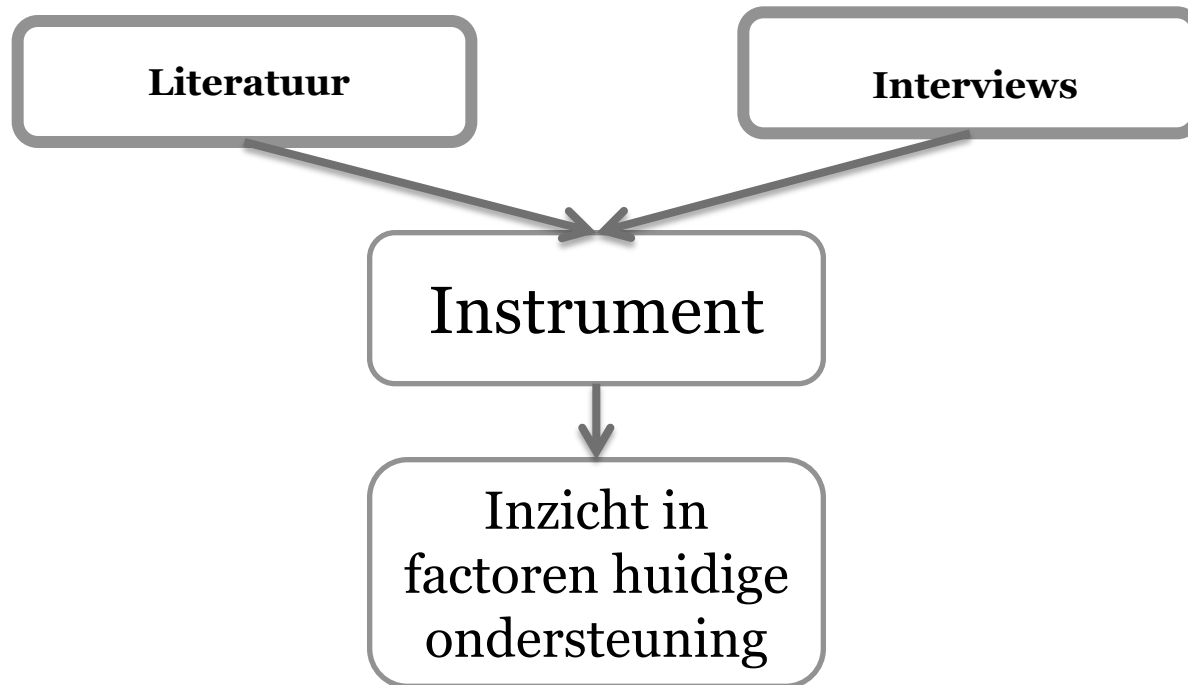 Literatuur
Interviews
Instrument
Inzicht in
factoren huidige
ondersteuning